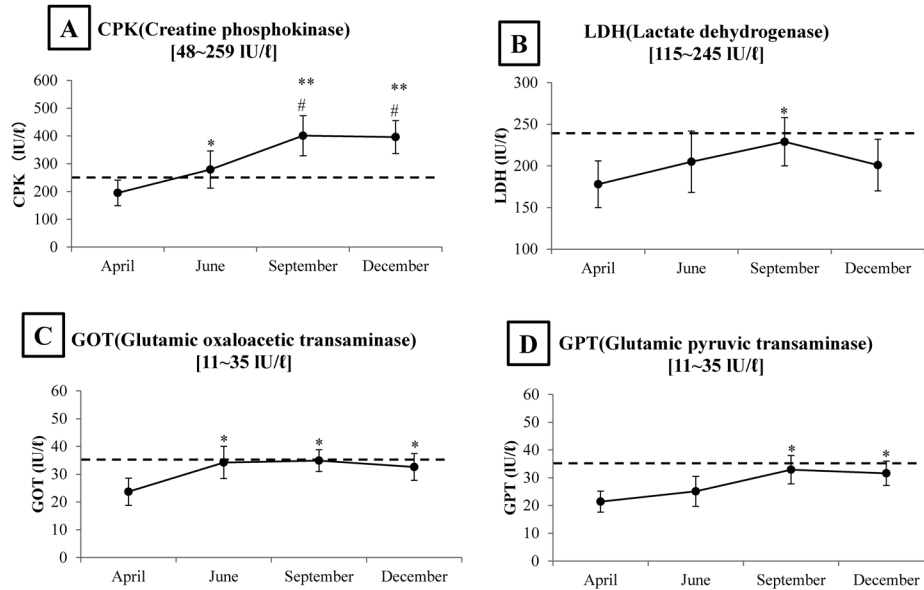 A
CPK(Creatine phosphokinase)
[48~259 IU/ℓ]
CPK (IU/ℓ)
600
500
400
300
200
100
0
*
**
#
**
#
April June September December
B
LDH(Lactate dehydrogenase)
[115~245 IU/ℓ]
LDH (IU/ℓ)
300
250
200
150
100
*
April June September December
C
GOT(Glutamic oxaloacetic transaminase)
[11~35 IU/ℓ]
GOT (IU/ℓ)
60
50
40
30
20
10
0
* * *
April June September December
D
GPT(Glutamic pyruvic transaminase)
[11~35 IU/ℓ]
GPT (IU/ℓ)
60
50
40
30
20
10
0
* *
April June September December